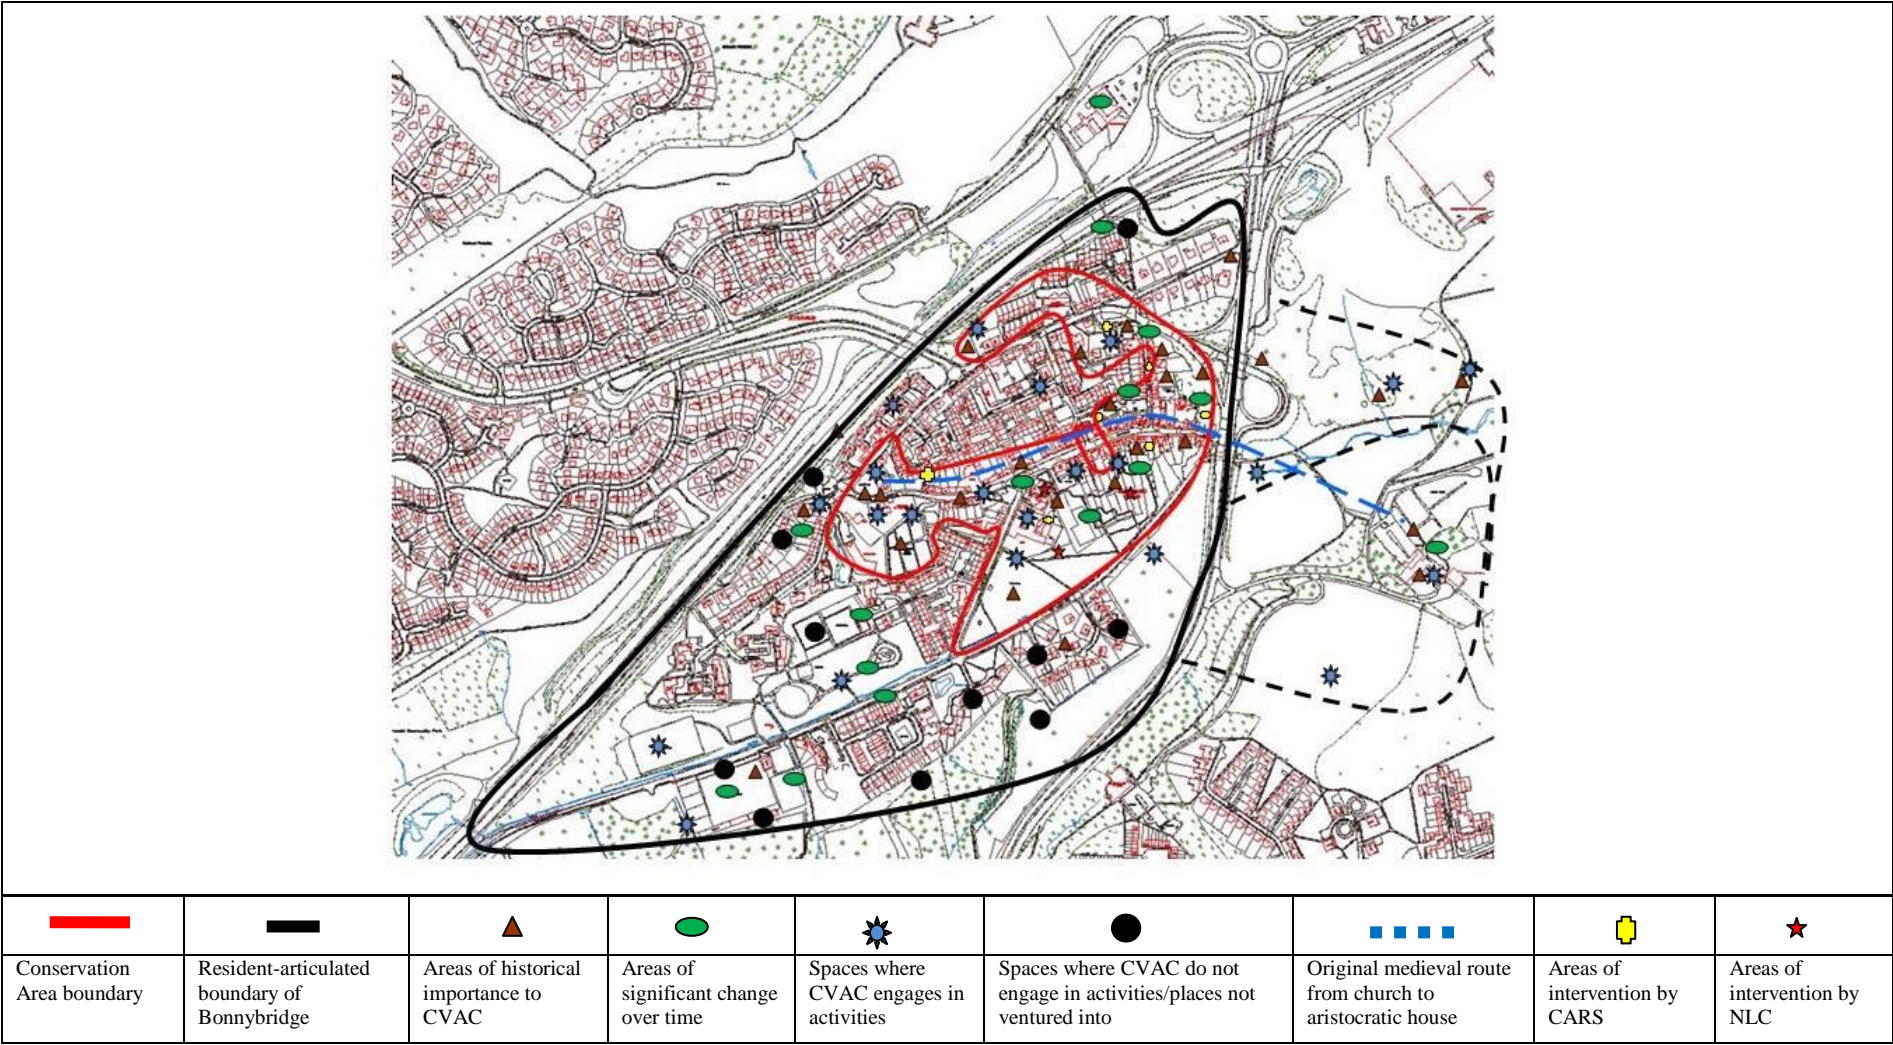 Conservation
Area boundary
Resident-articulated
boundary of
Bonnybridge
Areas of historical
importance to
CVAC
Areas of
significant change
over time
Spaces where
CVAC engages in
activities
Spaces where CVAC do not
engage in activities/places not
ventured into
Original medieval route
from church to
aristocratic house
Areas of
intervention by
CARS
Areas of
intervention by
NLC